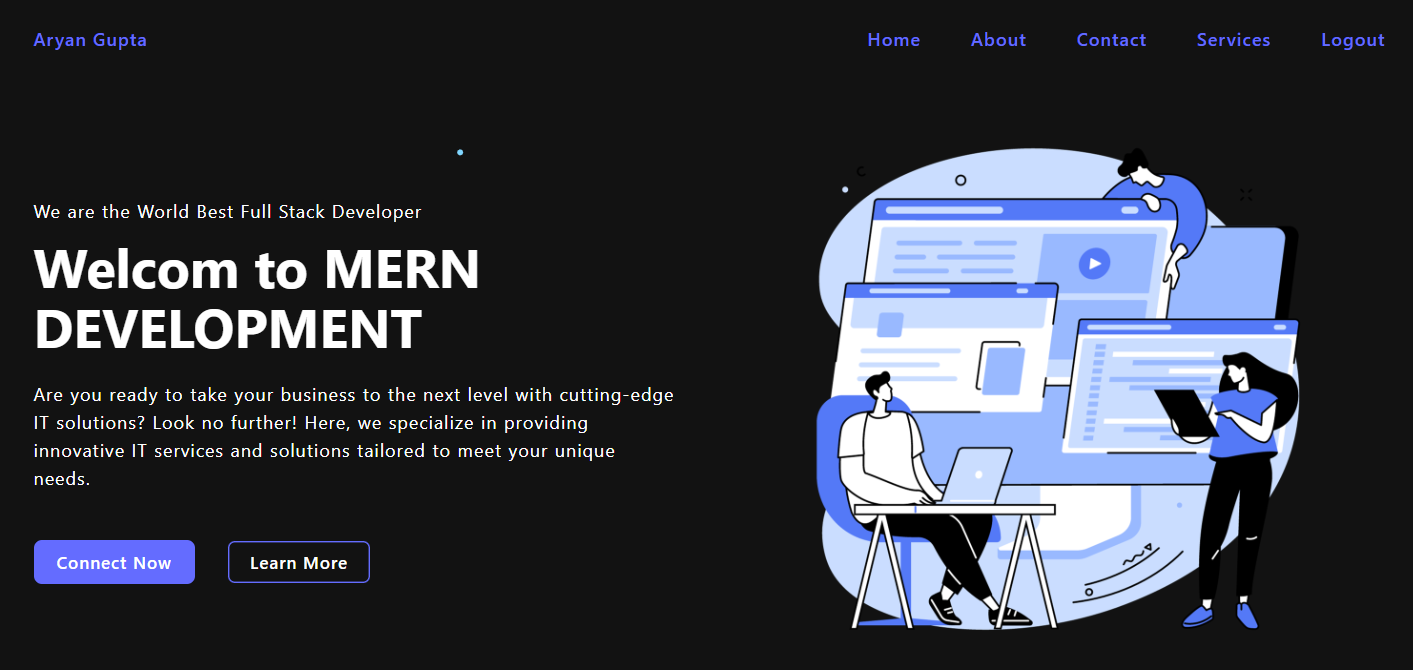 Aryan Gupta
Home About Contact Services Logout
We are the World Best Full Stack Developer
Welcom to MERN
DEVELOPMENT
Are you ready to take your business to the next level with cutting-edge
IT solutions? Look no further! Here, we specialize in providing
innovative IT services and solutions tailored to meet your unique
needs.
Connect Now
Learn More